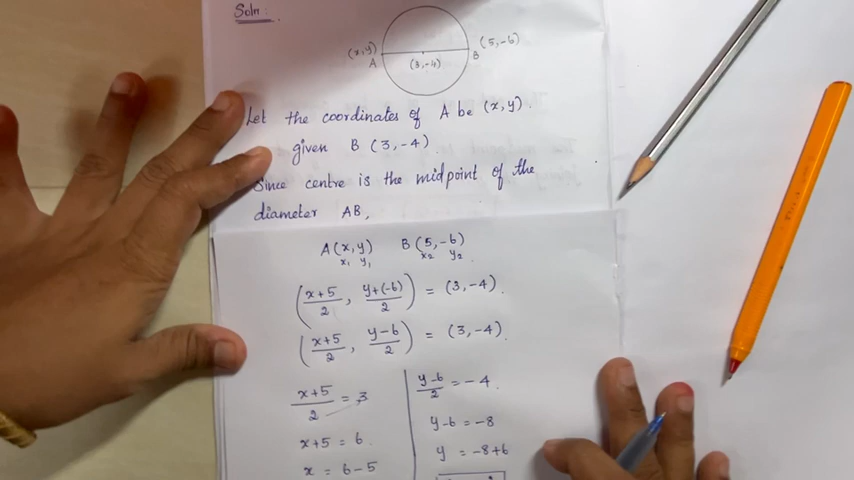 Soln:
(x,y)
A
(3,-4)
B
(5,-6)
Let the coordinates of A be (x,y).
given B (3,-4)
Since centre is the midpoint of the
diameter AB,
A(x,y) B(5,-6)
x₁ y₁ x₂ y₂
(x+5/2, y+(-6)/2) = (3,-4).
(x+5/2, y-6/2) = (3,-4).
x+5/2 = 3
x+5 = 6
x = 6-5
y-6/2 = -4.
y-6 = -8
y = -8+6